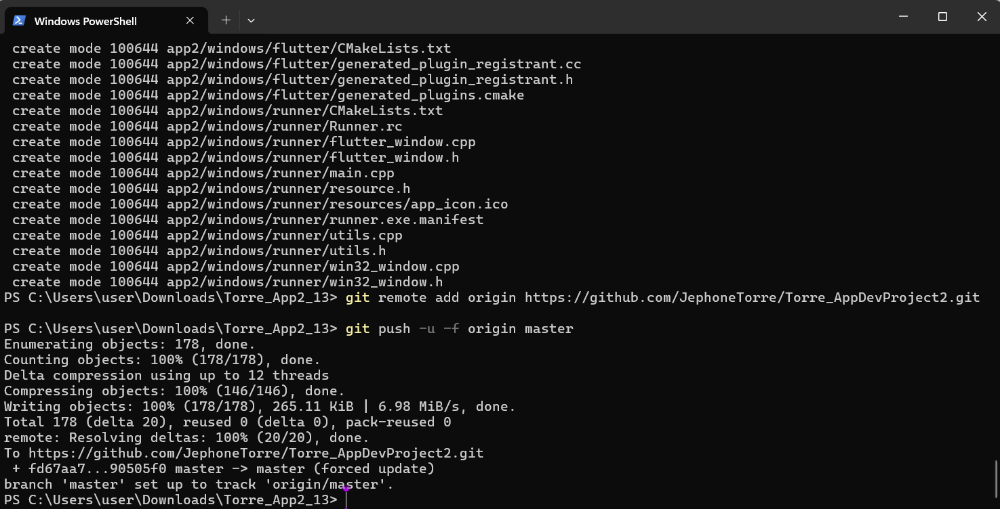 Windows PowerShell
create mode 100644 app2/windows/flutter/CMakeLists.txt
create mode 100644 app2/windows/flutter/generated_plugin_registrant.cc
create mode 100644 app2/windows/flutter/generated_plugin_registrant.h
create mode 100644 app2/windows/flutter/generated_plugins.cmake
create mode 100644 app2/windows/runner/CMakeLists.txt
create mode 100644 app2/windows/runner/Runner.rc
create mode 100644 app2/windows/runner/flutter_window.cpp
create mode 100644 app2/windows/runner/flutter_window.h
create mode 100644 app2/windows/runner/main.cpp
create mode 100644 app2/windows/runner/resource.h
create mode 100644 app2/windows/runner/resources/app_icon.ico
create mode 100644 app2/windows/runner/runner.exe.manifest
create mode 100644 app2/windows/runner/utils.cpp
create mode 100644 app2/windows/runner/utils.h
create mode 100644 app2/windows/runner/win32_window.cpp
create mode 100644 app2/windows/runner/win32_window.h
PS C:\Users\user\Downloads\Torre_App2_13> git remote add origin https://github.com/JephoneTorre/Torre_AppDevProject2.git
PS C:\Users\user\Downloads\Torre_App2_13> git push -u -f origin master
Enumerating objects: 178, done.
Counting objects: 100% (178/178), done.
Delta compression using up to 12 threads
Compressing objects: 100% (146/146), done.
Writing objects: 100% (178/178), 265.11 KiB | 6.98 MiB/s, done.
Total 178 (delta 20), reused 0 (delta 0), pack-reused 0
remote: Resolving deltas: 100% (20/20), done.
To https://github.com/JephoneTorre/Torre_AppDevProject2.git
 + fd67aa7...90505f0 master -> master (forced update)
branch 'master' set up to track 'origin/master'.
PS C:\Users\user\Downloads\Torre_App2_13>